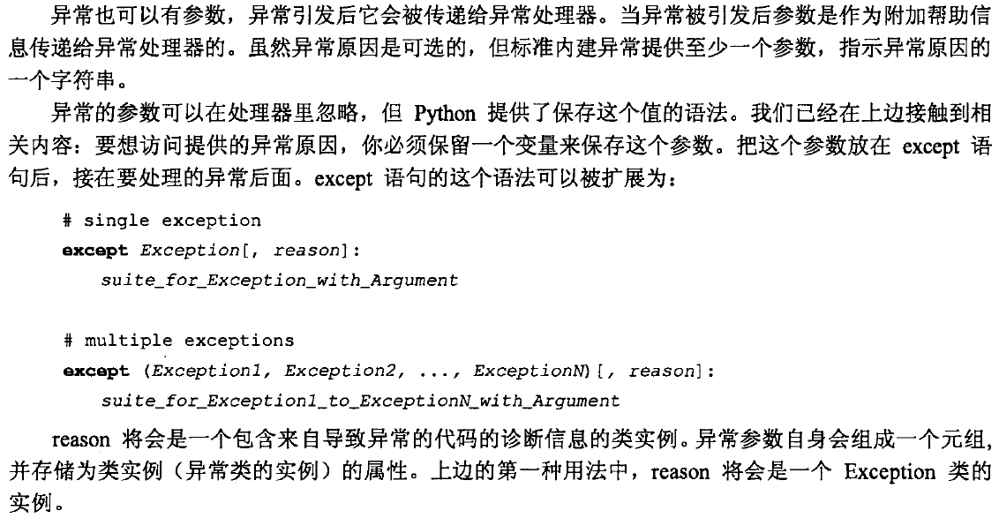 异常也可以有参数，异常引发后它会被传递给异常处理器。当异常被引发后参数是作为附加帮助信
息传递给异常处理器的。虽然异常原因是可选的，但标准内建异常提供至少一个参数，指示异常原因的
一个字符串。
异常的参数可以在处理器里忽略，但 Python 提供了保存这个值的语法。我们已经在上边接触到相
关内容：要想访问提供的异常原因，你必须保留一个变量来保存这个参数。把这个参数放在 except 语
句后，接在要处理的异常后面。except 语句的这个语法可以被扩展为：
# single exception
except Exception[, reason]:
suite_for_Exception_with_Argument
# multiple exceptions
except (Exception1, Exception2, ..., ExceptionN)[, reason]:
suite_for_Exception1_to_ExceptionN_with_Argument
reason 将会是一个包含来自导致异常的代码的诊断信息的类实例。异常参数自身会组成一个元组,
并存储为类实例（异常类的实例）的属性。上边的第一种用法中，reason 将会是一个 Exception 类的
实例。